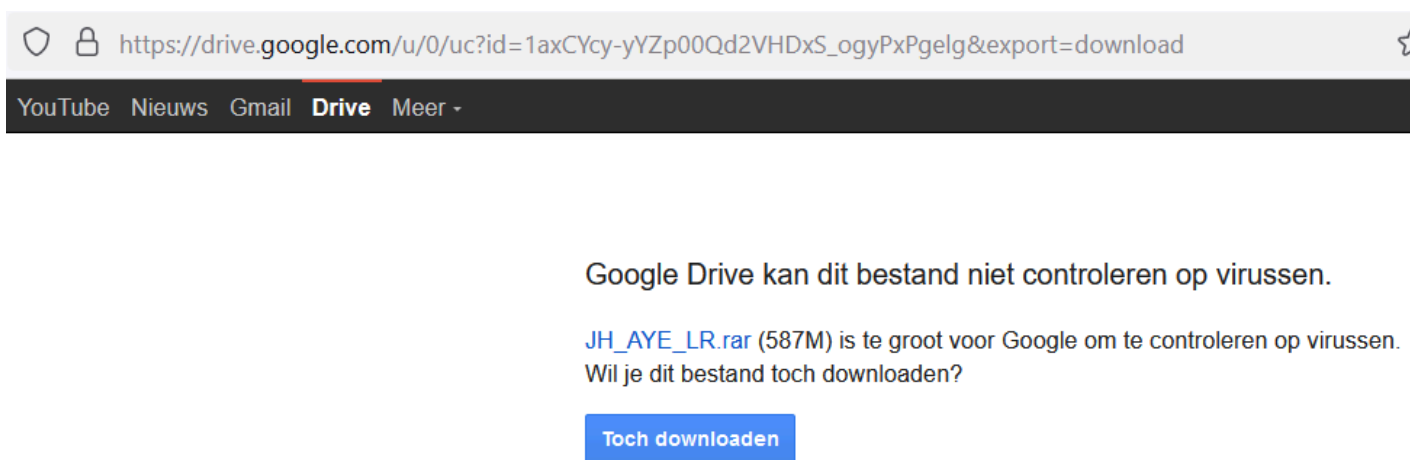 https://drive.google.com/u/0/uc?id=1axCYcy-yYZp00Qd2VHDxS_ogyPxPgelg&export=download
YouTube Nieuws Gmail Drive Meer
Google Drive kan dit bestand niet controleren op virussen.
JH_AYE_LR.rar (587M) is te groot voor Google om te controleren op virussen.
Wil je dit bestand toch downloaden?
Toch downloaden